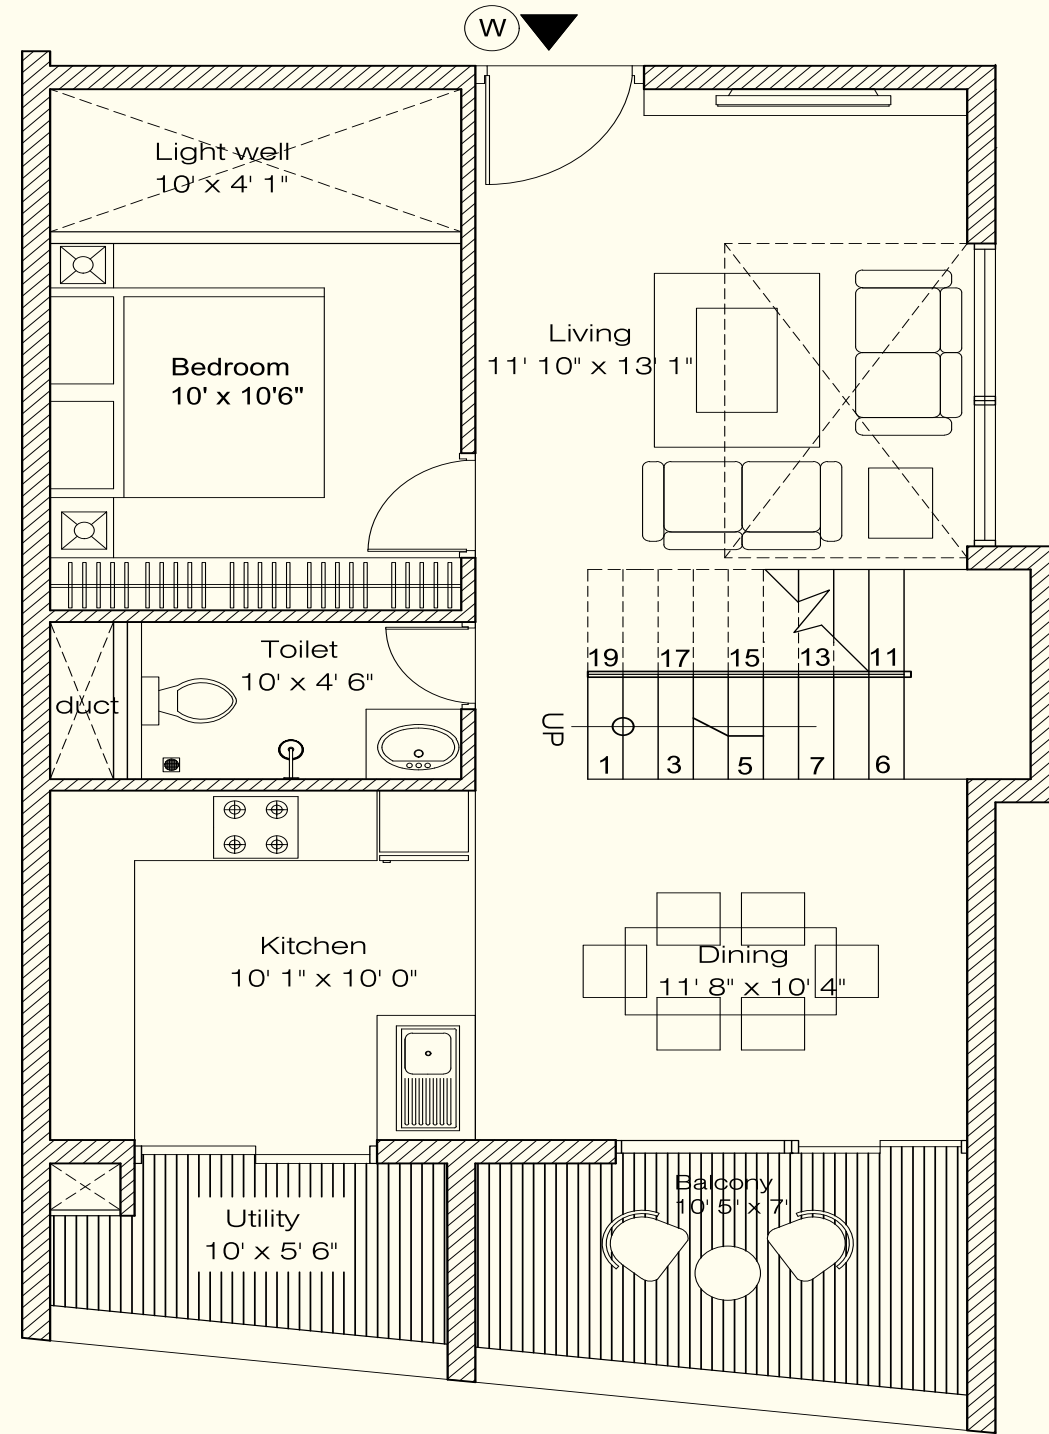 W
Light well
10' x 4' 1"
Living
11' 10" x 13' 1"
Bedroom
10' x 10'6"
Toilet
10' x 4' 6"
duct
19 17 15 13 11
UP
1 3 5 7 6
Kitchen
10' 1" x 10' 0"
Dining
11' 8" x 10' 4"
Balcony
10' 5' x 7'
Utility
10' x 5' 6"